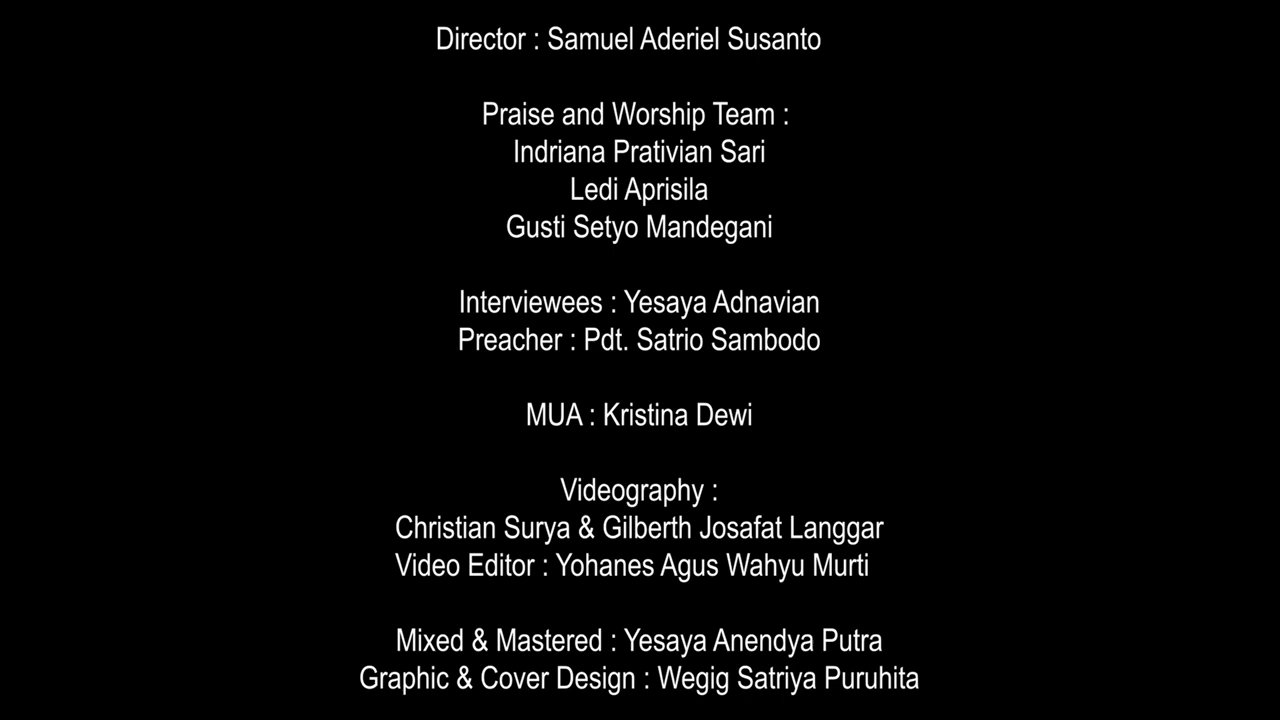 Director : Samuel Aderiel Susanto
Praise and Worship Team :
Indriana Prativian Sari
Ledi Aprisila
Gusti Setyo Mandegani
Interviewees : Yesaya Adnavian
Preacher : Pdt. Satrio Sambodo
MUA : Kristina Dewi
Videography :
Christian Surya & Gilberth Josafat Langgar
Video Editor : Yohanes Agus Wahyu Murti
Mixed & Mastered : Yesaya Anendya Putra
Graphic & Cover Design : Wegig Satriya Puruhita